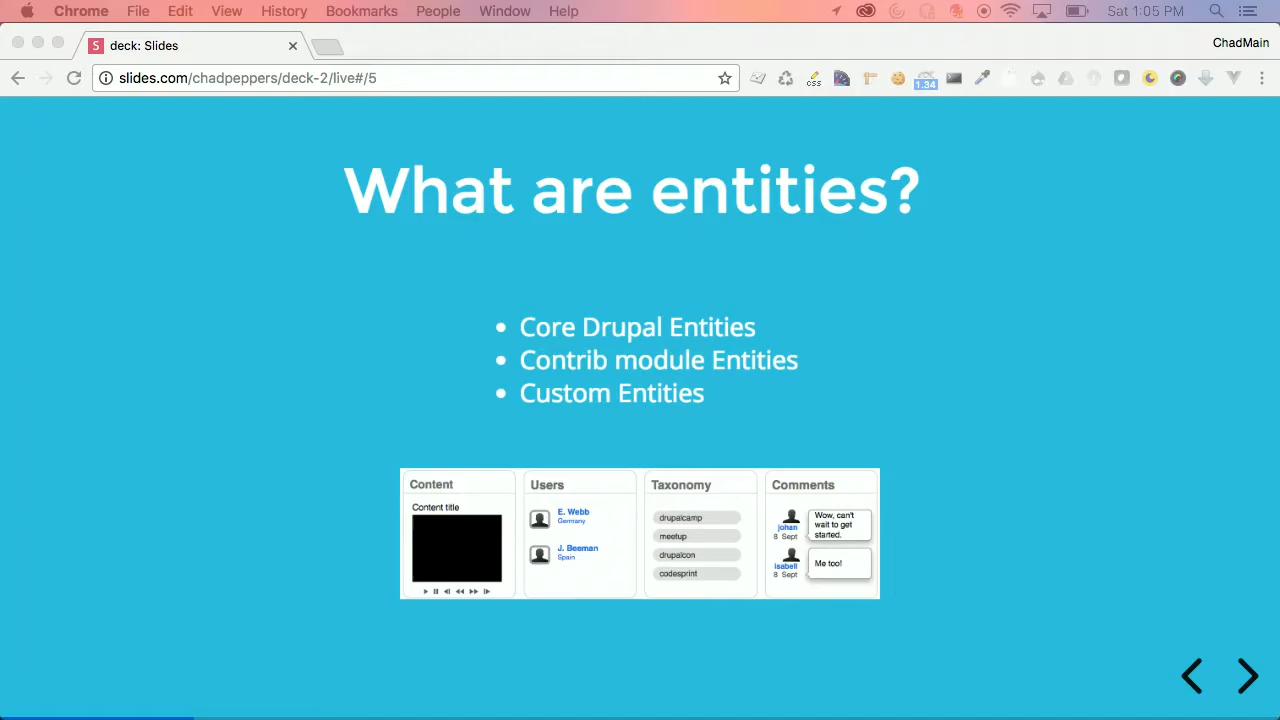 Chrome File Edit View History Bookmarks People Window Help Sat 1:05 PM
S deck: Slides ChadMain
slides.com/chadpeppers/deck-2/live#/5
css
1.34
What are entities?
Core Drupal Entities
Contrib module Entities
Custom Entities
Content
Content title
Users
E. Webb
Germany
J. Beeman
Spain
Taxonomy
drupalcamp
meetup
drupalcon
codesprint
Comments
johan
8 Sept
Wow, can't
wait to get
started.
isabell
8 Sept
Me too!